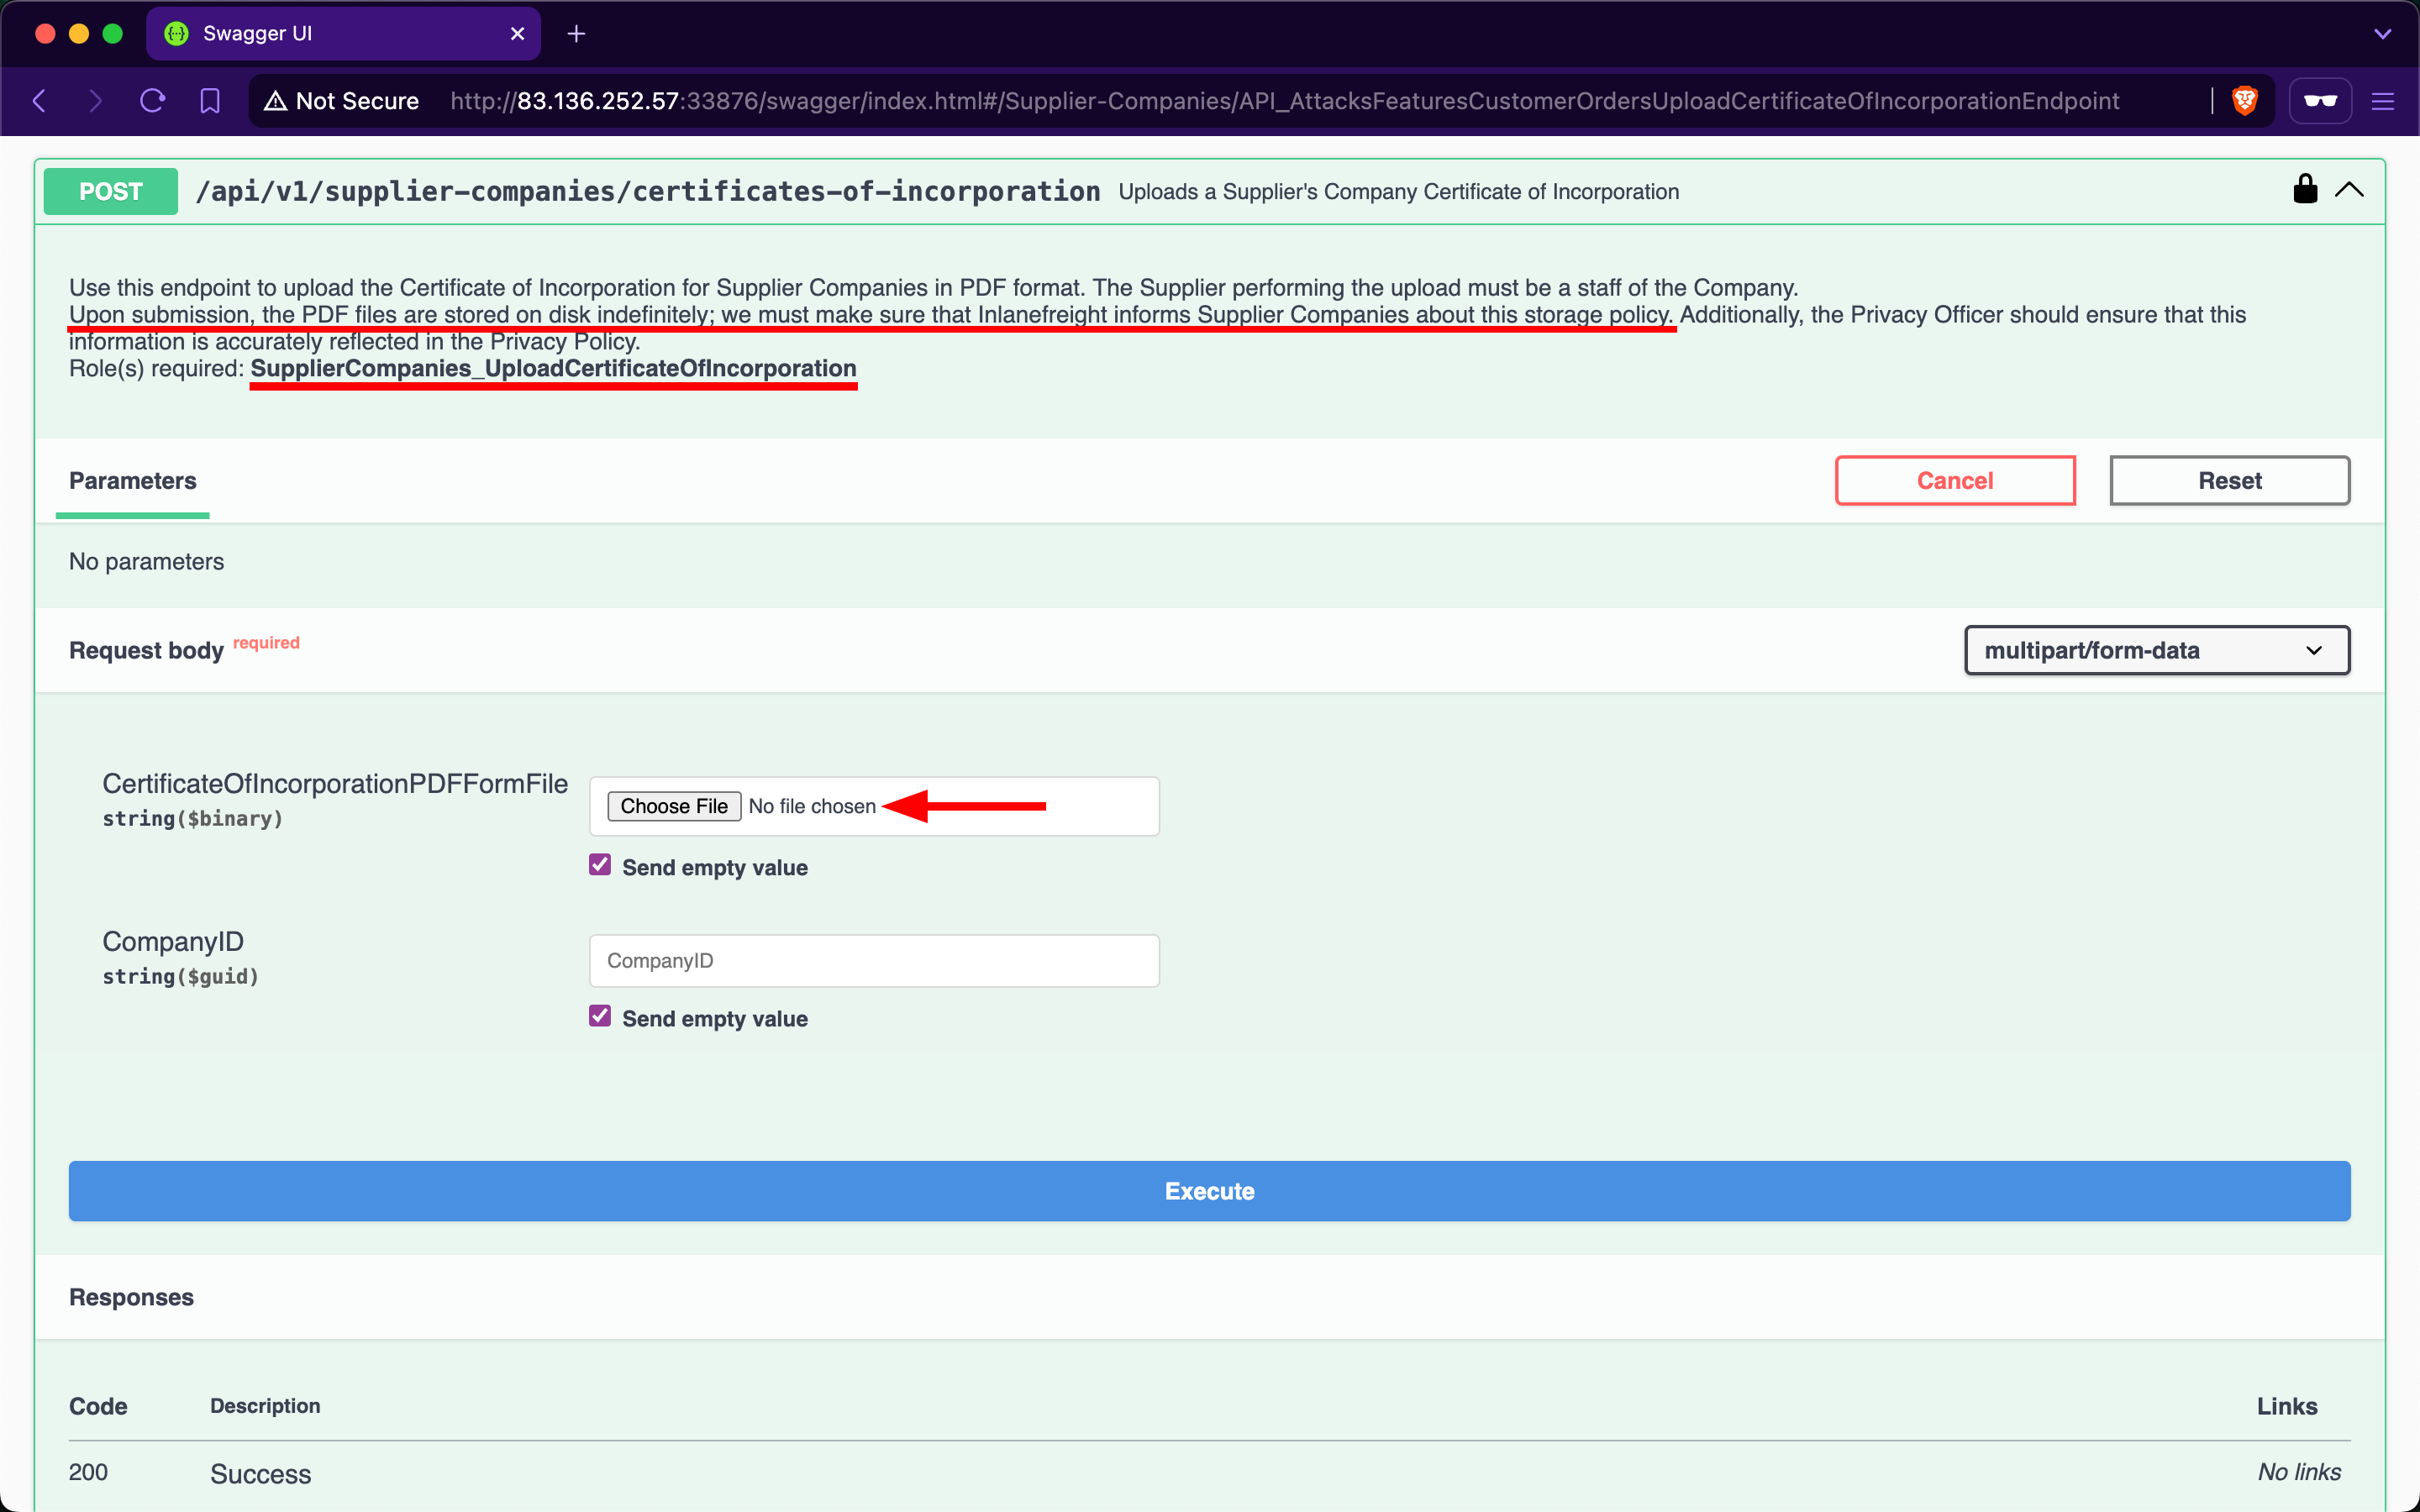 Swagger UI
Not Secure http://83.136.252.57:33876/swagger/index.html#/Supplier-Companies/API_AttacksFeaturesCustomerOrdersUploadCertificateOfIncorporationEndpoint
POST /api/v1/supplier-companies/certificates-of-incorporation Uploads a Supplier's Company Certificate of Incorporation
Use this endpoint to upload the Certificate of Incorporation for Supplier Companies in PDF format. The Supplier performing the upload must be a staff of the Company.
Upon submission, the PDF files are stored on disk indefinitely; we must make sure that Inlanefreight informs Supplier Companies about this storage policy. Additionally, the Privacy Officer should ensure that this
information is accurately reflected in the Privacy Policy.
Role(s) required: SupplierCompanies_UploadCertificateOfIncorporation
Parameters
Cancel
Reset
No parameters
Request body required
multipart/form-data
CertificateOfIncorporationPDFFormFile
string($binary)
Choose File No file chosen
Send empty value
CompanyID
string($guid)
CompanyID
Send empty value
Execute
Responses
Code Description Links
200 Success No links